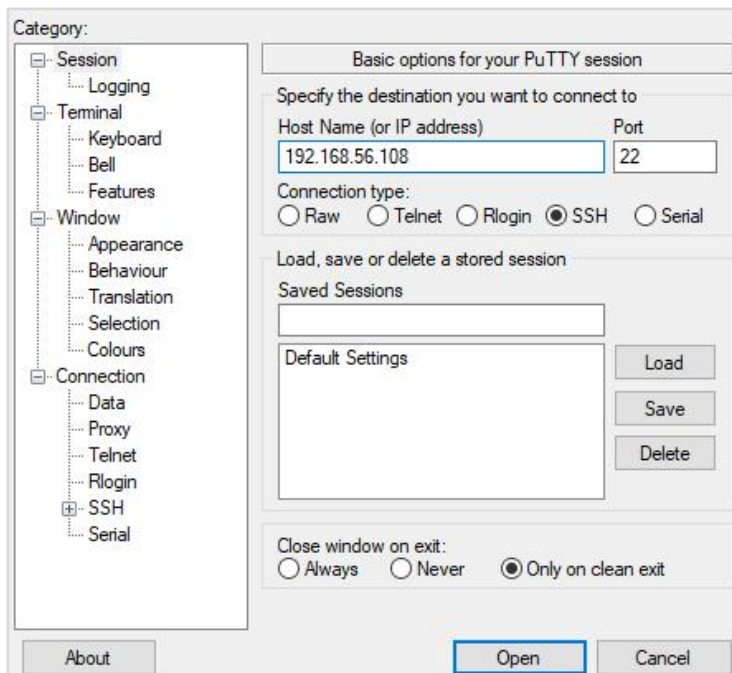 Category:
Session
Logging
Terminal
Keyboard
Bell
Features
Window
Appearance
Behaviour
Translation
Selection
Colours
Connection
Data
Proxy
Telnet
Rlogin
SSH
Serial
Basic options for your PuTTY session
Specify the destination you want to connect to
Host Name (or IP address) Port
192.168.56.108 22
Connection type:
Raw Telnet Rlogin SSH Serial
Load, save or delete a stored session
Saved Sessions
Default Settings
Load
Save
Delete
Close window on exit:
Always Never Only on clean exit
About Open Cancel